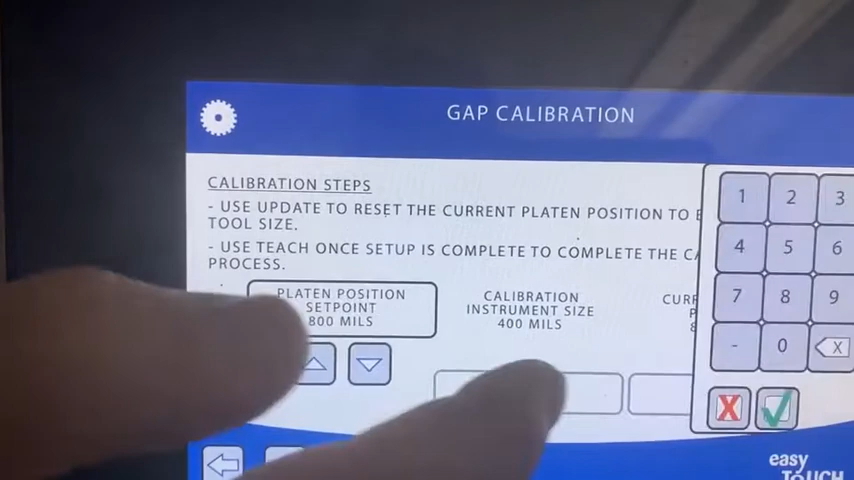 GAP CALIBRATION
CALIBRATION STEPS
- USE UPDATE TO RESET THE CURRENT PLATEN POSITION TO
TOOL SIZE.
- USE TEACH ONCE SETUP IS COMPLETE TO COMPLETE THE
PROCESS.
PLATEN POSITION
SETPOINT
800 MILS
CALIBRATION
INSTRUMENT SIZE
400 MILS
1 2 3
4 5 6
7 8 9
- 0 X
X
easy
TOUCH